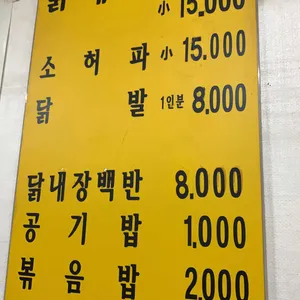 닭 小 15.000
소 허 파 小 15.000
닭 발 1인분 8.000
닭내장백반 8.000
공 기 밥 1.000
볶 음 밥 2.000